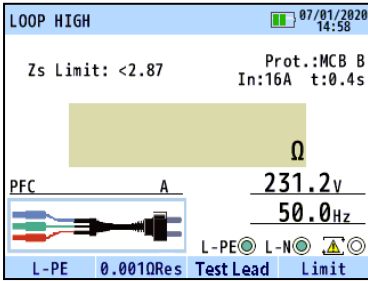 LOOP HIGH
07/01/2020
14:58
Zs Limit: <2.87
Prot.:MCB B
In:16A t:0.4s
Ω
PFC A
231.2V
50.0Hz
L-PE L-N
L-PE 0.001ΩRes Test Lead Limit